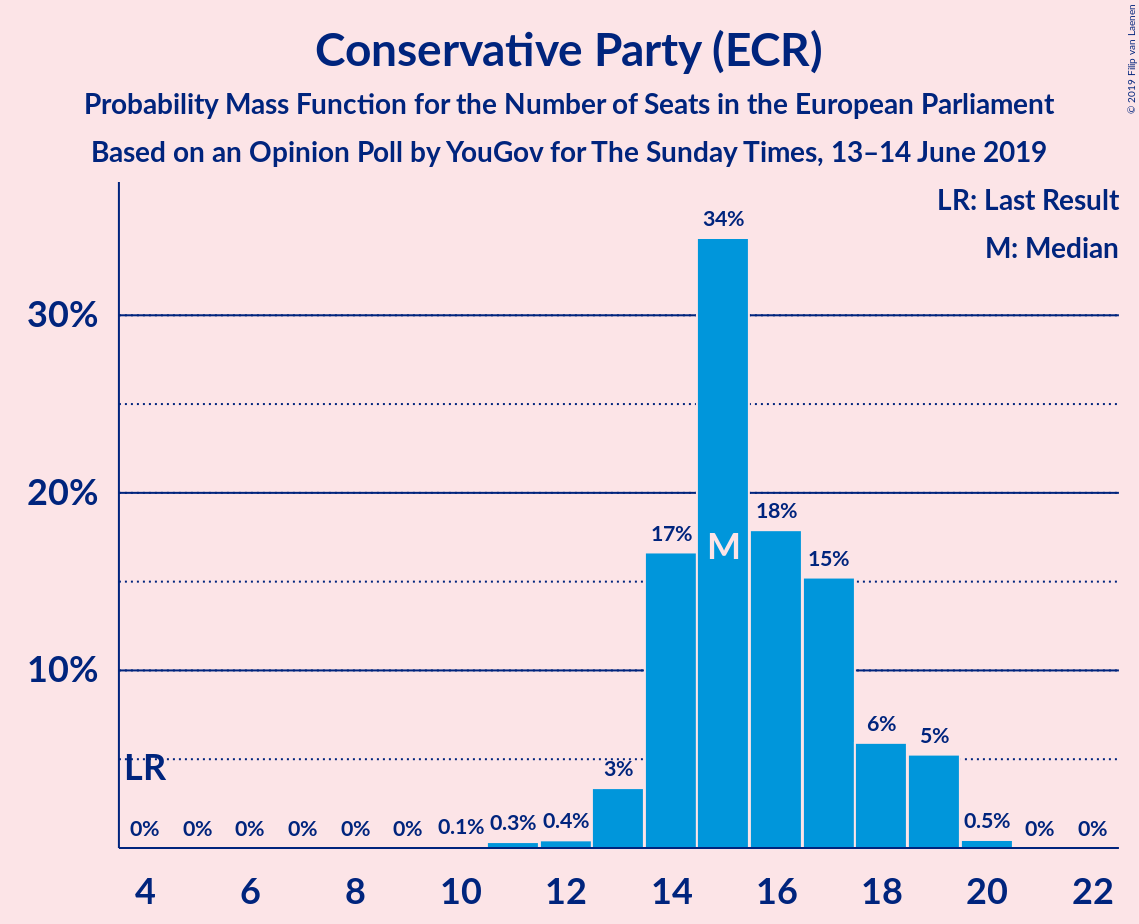 Conservative Party (ECR)
Probability Mass Function for the Number of Seats in the European Parliament
Based on an Opinion Poll by YouGov for The Sunday Times, 13–14 June 2019
© 2019 Filip van Laenen
LR: Last Result
M: Median
34%
30%
20%
18%
17%
M
15%
10%
6%
5%
LR
3%
0% 0% 0% 0% 0% 0% 0.1% 0.3% 0.4% 0.5% 0% 0%
4 6 8 10 12 14 16 18 20 22